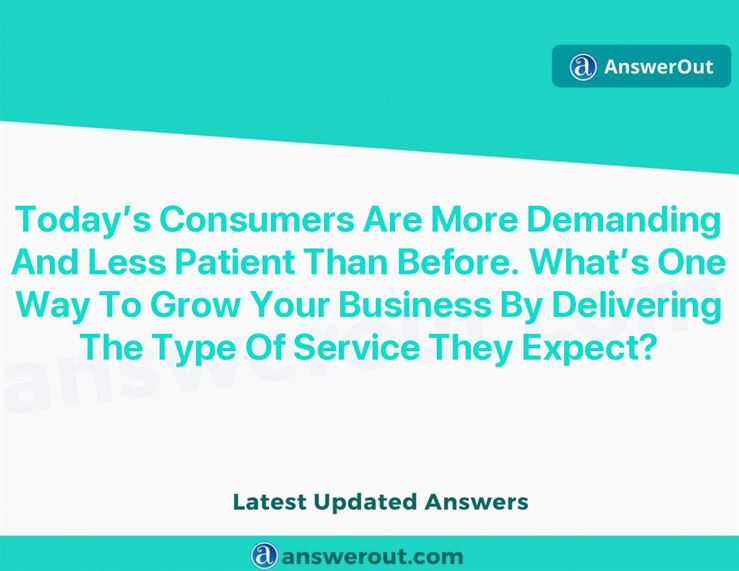 AnswerOut
Today’s Consumers Are More Demanding
And Less Patient Than Before. What’s One
Way To Grow Your Business By Delivering
The Type Of Service They Expect?
answerout.com
Latest Updated Answers
answerout.com